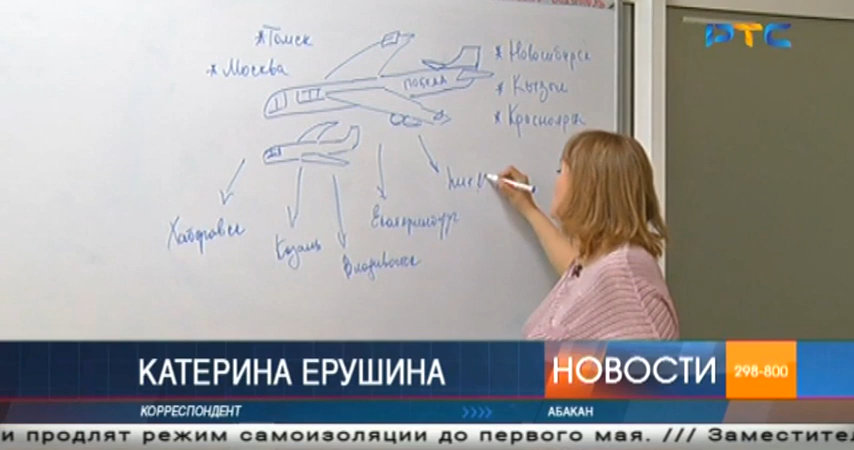 РТС
*Томск
*Москва
ПОБЕДА
* Новосибирск
* Кызыл
* Красноярск
Хабаровск
Казань
Владивосток
Екатеринбург
КАТЕРИНА ЕРУШИНА
НОВОСТИ
298-800
КОРРЕСПОНДЕНТ
АБАКАН
и продлят режим самоизоляции до первого мая. /// Заместител